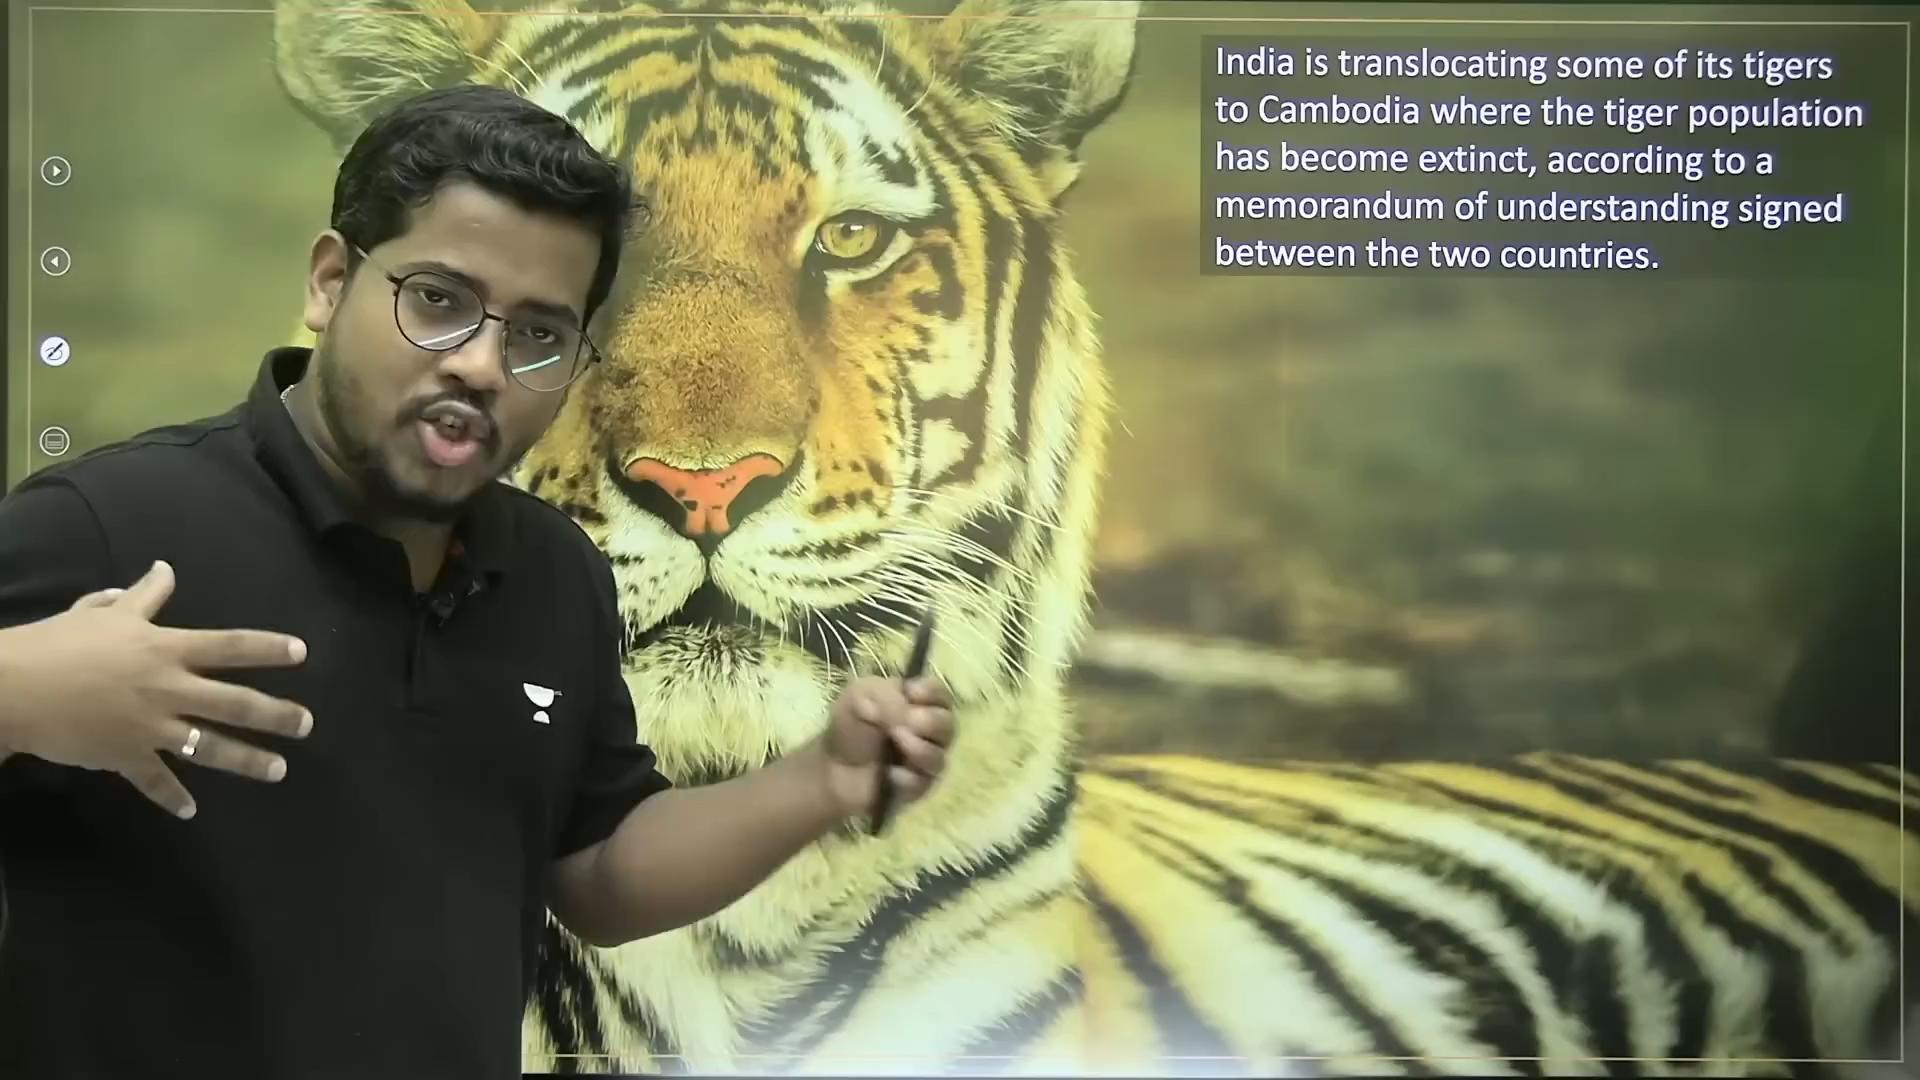 India is translocating some of its tigers
to Cambodia where the tiger population
has become extinct, according to a
memorandum of understanding signed
between the two countries.